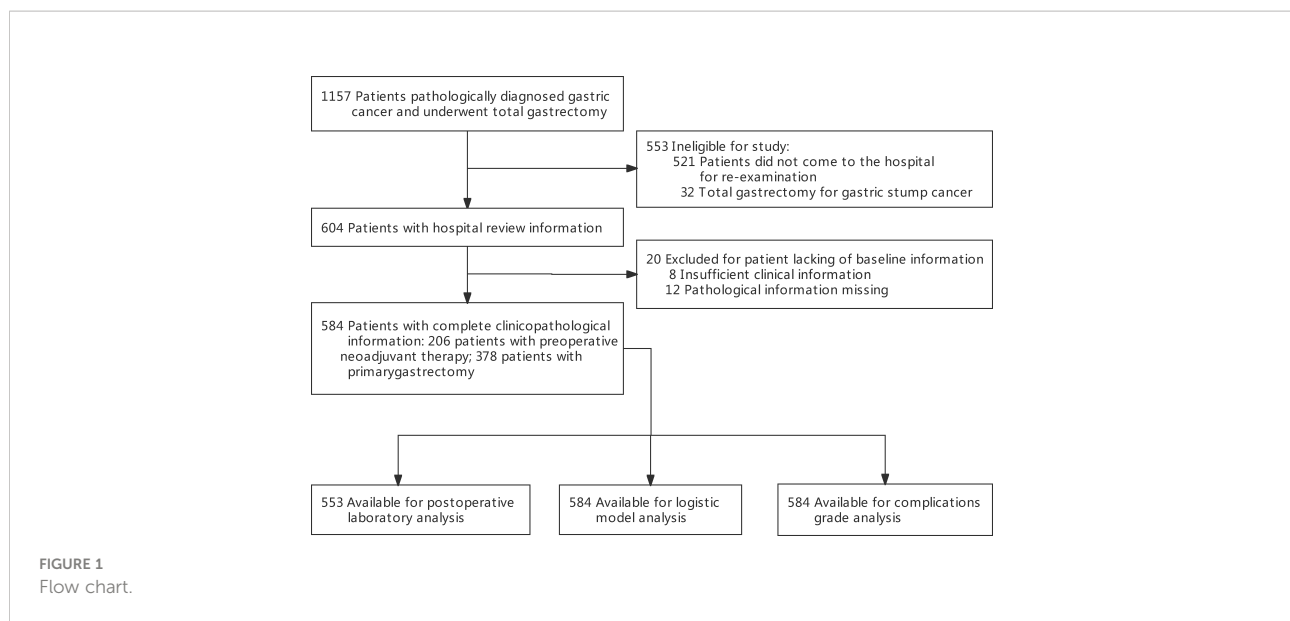 1157 Patients pathologically diagnosed gastric
cancer and underwent total gastrectomy
553 Ineligible for study:
521 Patients did not come to the hospital
for re-examination
32 Total gastrectomy for gastric stump cancer
604 Patients with hospital review information
20 Excluded for patient lacking of baseline information
8 Insufficient clinical information
12 Pathological information missing
584 Patients with complete clinicopathological
information: 206 patients with preoperative
neoadjuvant therapy; 378 patients with
primarygastrectomy
553 Available for postoperative
laboratory analysis
584 Available for logistic
model analysis
584 Available for complications
grade analysis
FIGURE 1
Flow chart.